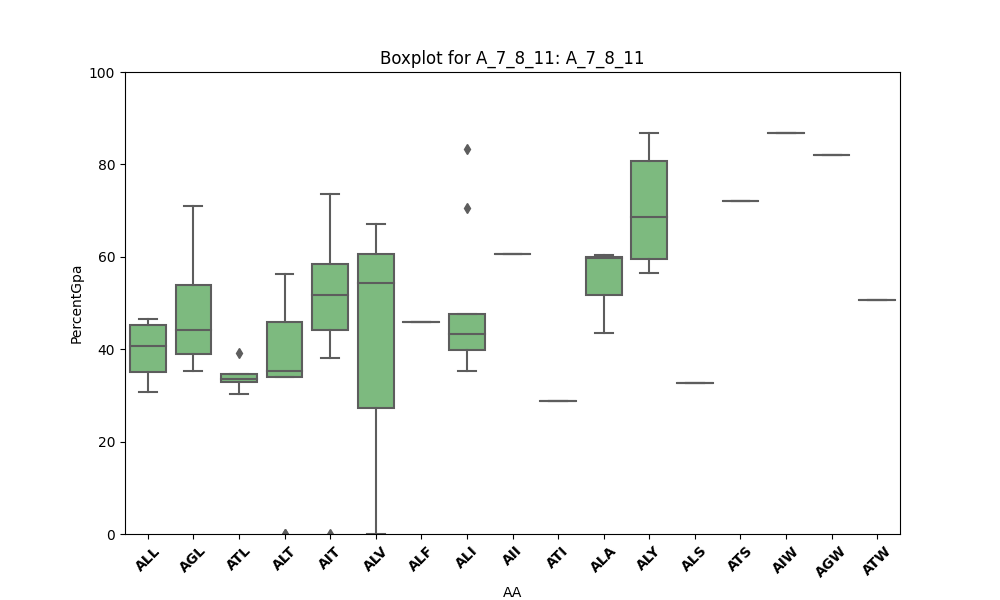 Boxplot for A_7_8_11: A_7_8_11
100
80
60
40
20
0
PercentGpa
ALL AGL ATL ALT AIT ALV ALF ALI AII ATI ALA ALY ALS ATS AIW AGW ATW
AA